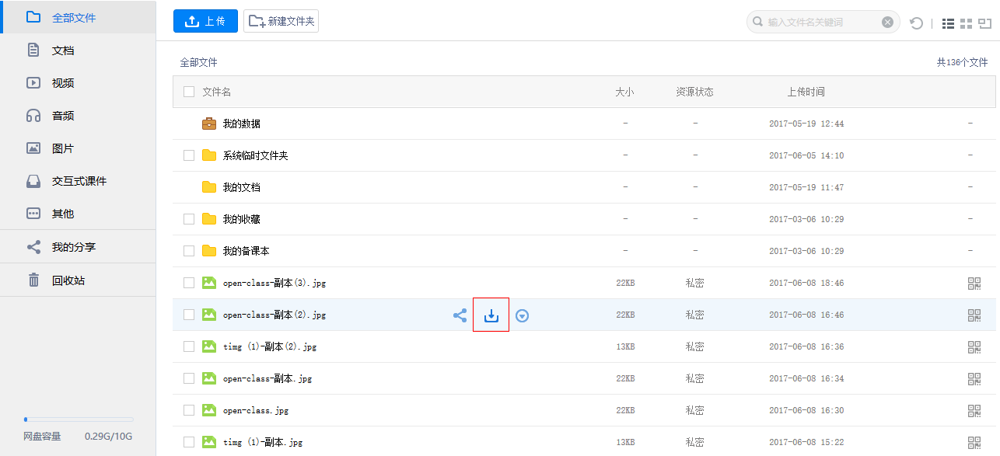 全部文件
文档
视频
音频
图片
交互式课件
其他
我的分享
回收站
网盘容量 0.29G/10G
上传 新建文件夹 输入文件名关键词
全部文件 共136个文件
文件名 大小 资源状态 上传时间
我的数据 - - 2017-05-19 12:44 -
系统临时文件夹 - - 2017-06-05 14:10 -
我的文档 - - 2017-05-19 11:47 -
我的收藏 - - 2017-03-06 10:29 -
我的备课本 - - 2017-03-06 10:29 -
open-class-副本(3).jpg 22KB 私密 2017-06-08 18:46
open-class-副本(2).jpg 22KB 私密 2017-06-08 16:46
timg (1)-副本(2).jpg 13KB 私密 2017-06-08 16:36
open-class-副本.jpg 22KB 私密 2017-06-08 16:34
open-class.jpg 22KB 私密 2017-06-08 16:30
timg (1)-副本.jpg 13KB 私密 2017-06-08 15:22